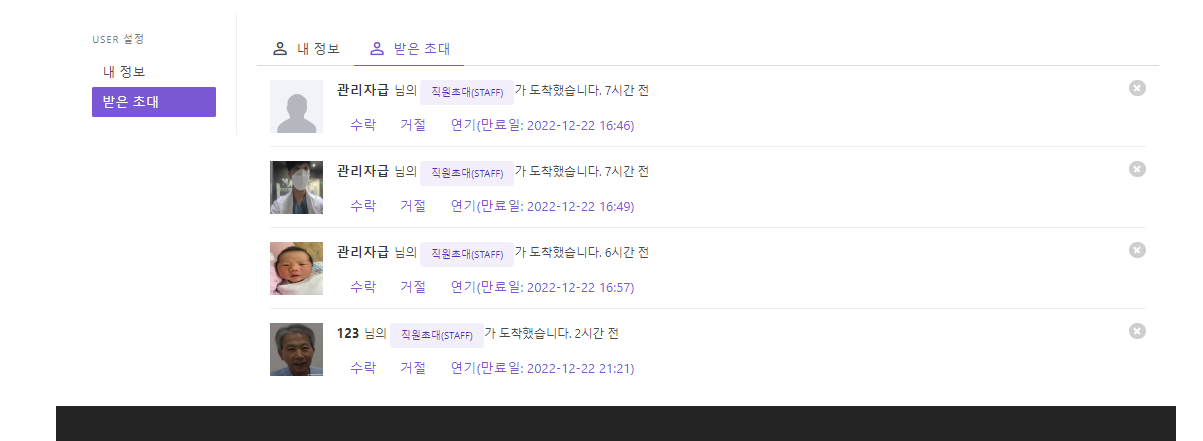 USER 설정
내 정보
받은 초대
내 정보 받은 초대
관리자급 님의 직원초대(STAFF) 가 도착했습니다. 7시간 전
수락 거절 연기(만료일: 2022-12-22 16:46)
관리자급 님의 직원초대(STAFF) 가 도착했습니다. 7시간 전
수락 거절 연기(만료일: 2022-12-22 16:49)
관리자급 님의 직원초대(STAFF) 가 도착했습니다. 6시간 전
수락 거절 연기(만료일: 2022-12-22 16:57)
123 님의 직원초대(STAFF) 가 도착했습니다. 2시간 전
수락 거절 연기(만료일: 2022-12-22 21:21)